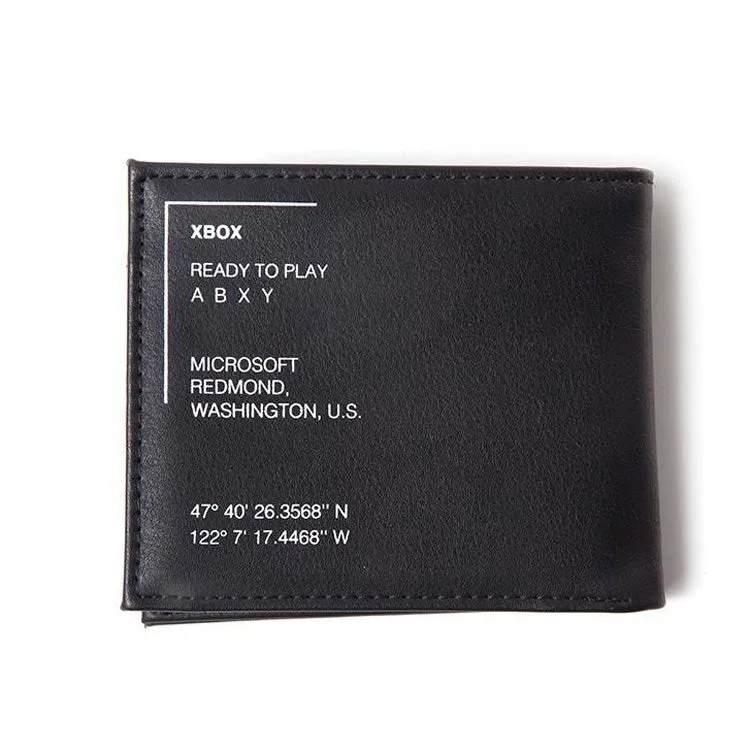 XBOX
READY TO PLAY
A B X Y
MICROSOFT
REDMOND,
WASHINGTON, U.S.
47° 40' 26.3568" N
122° 7' 17.4468" W